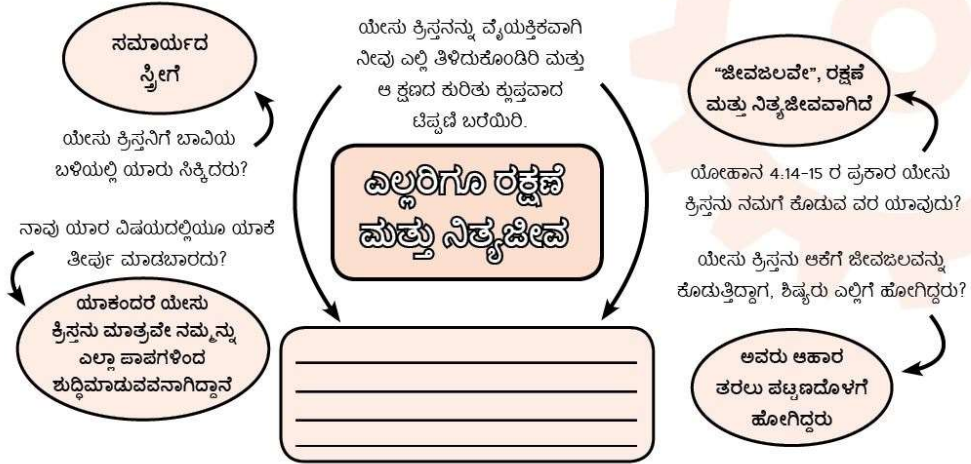 ಸಮಾರ್ಯದ
ಸ್ತ್ರೀಗೆ
ಯೇಸು ಕ್ರಿಸ್ತನಿಗೆ ಬಾವಿಯ
ಬಳಿಯಲ್ಲಿ ಯಾರು ಸಿಕ್ಕಿದರು?
ನಾವು ಯಾರ ವಿಷಯದಲ್ಲಿಯೂ ಯಾಕೆ
ತೀರ್ಪು ಮಾಡಬಾರದು?
ಯಾಕಂದರೆ ಯೇಸು
ಕ್ರಿಸ್ತನು ಮಾತ್ರವೇ ನಮ್ಮನ್ನು
ಎಲ್ಲಾ ಪಾಪಗಳಿಂದ
ಶುದ್ಧಿಮಾಡುವವನಾಗಿದ್ದಾನೆ
ಯೇಸು ಕ್ರಿಸ್ತನನ್ನು ವೈಯಕ್ತಿಕವಾಗಿ
ನೀವು ಎಲ್ಲಿ ತಿಳಿದುಕೊಂಡಿರಿ ಮತ್ತು
ಆ ಕ್ಷಣದ ಕುರಿತು ಕ್ಲುಪ್ತವಾದ
ಟಿಪ್ಪಣಿ ಬರೆಯಿರಿ.
ಎಲ್ಲರಿಗೂ ರಕ್ಷಣೆ
ಮತ್ತು ನಿತ್ಯಜೀವ
“ಜೀವಜಲವೇ”, ರಕ್ಷಣೆ
ಮತ್ತು ನಿತ್ಯಜೀವವಾಗಿದೆ
ಯೋಹಾನ 4:14-15 ರ ಪ್ರಕಾರ ಯೇಸು
ಕ್ರಿಸ್ತನು ನಮಗೆ ಕೊಡುವ ವರ ಯಾವುದು?
ಯೇಸು ಕ್ರಿಸ್ತನು ಆಕೆಗೆ ಜೀವಜಲವನ್ನು
ಕೊಡುತ್ತಿದ್ದಾಗ, ಶಿಷ್ಯರು ಎಲ್ಲಿಗೆ ಹೋಗಿದ್ದರು?
ಅವರು ಆಹಾರ
ತರಲು ಪಟ್ಟಣದೊಳಗೆ
ಹೋಗಿದ್ದರು